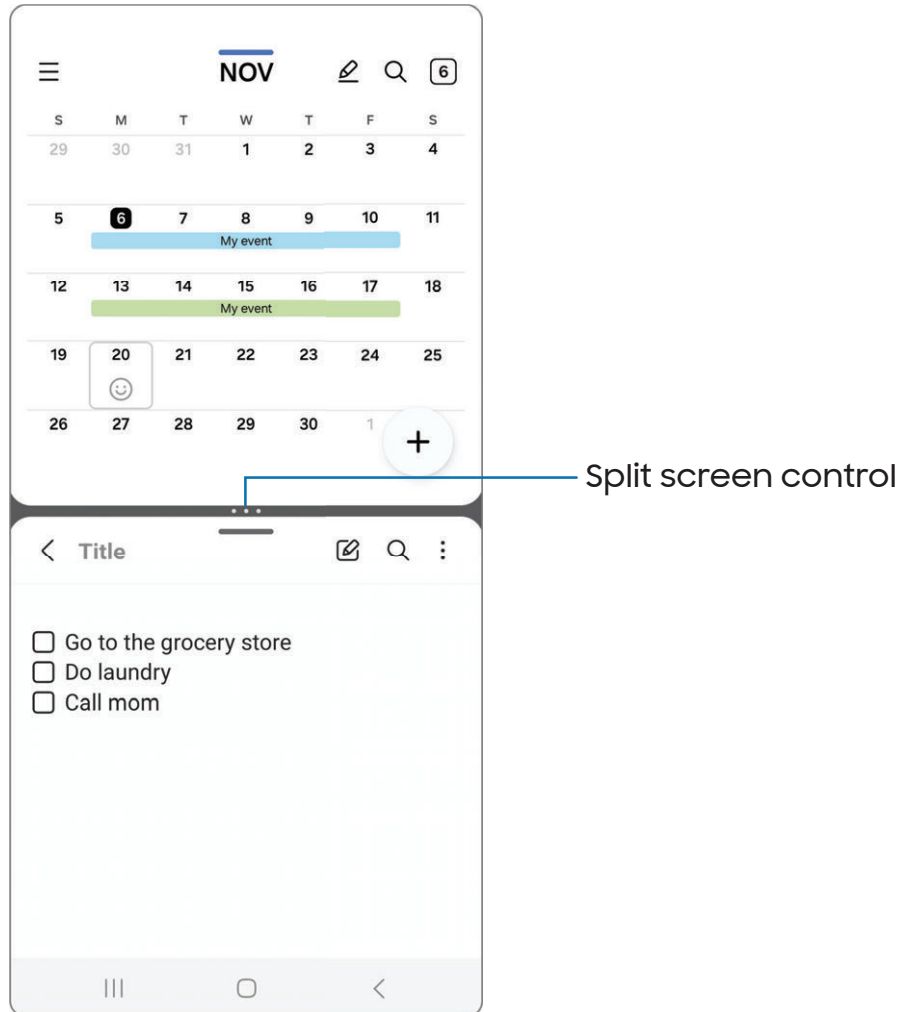 NOV
6
S M T W T F S
29 30 31 1 2 3 4
5 6 7 8 9 10 11
My event
12 13 14 15 16 17 18
My event
19 20 21 22 23 24 25
26 27 28 29 30 1
Split screen control
Title
Go to the grocery store
Do laundry
Call mom